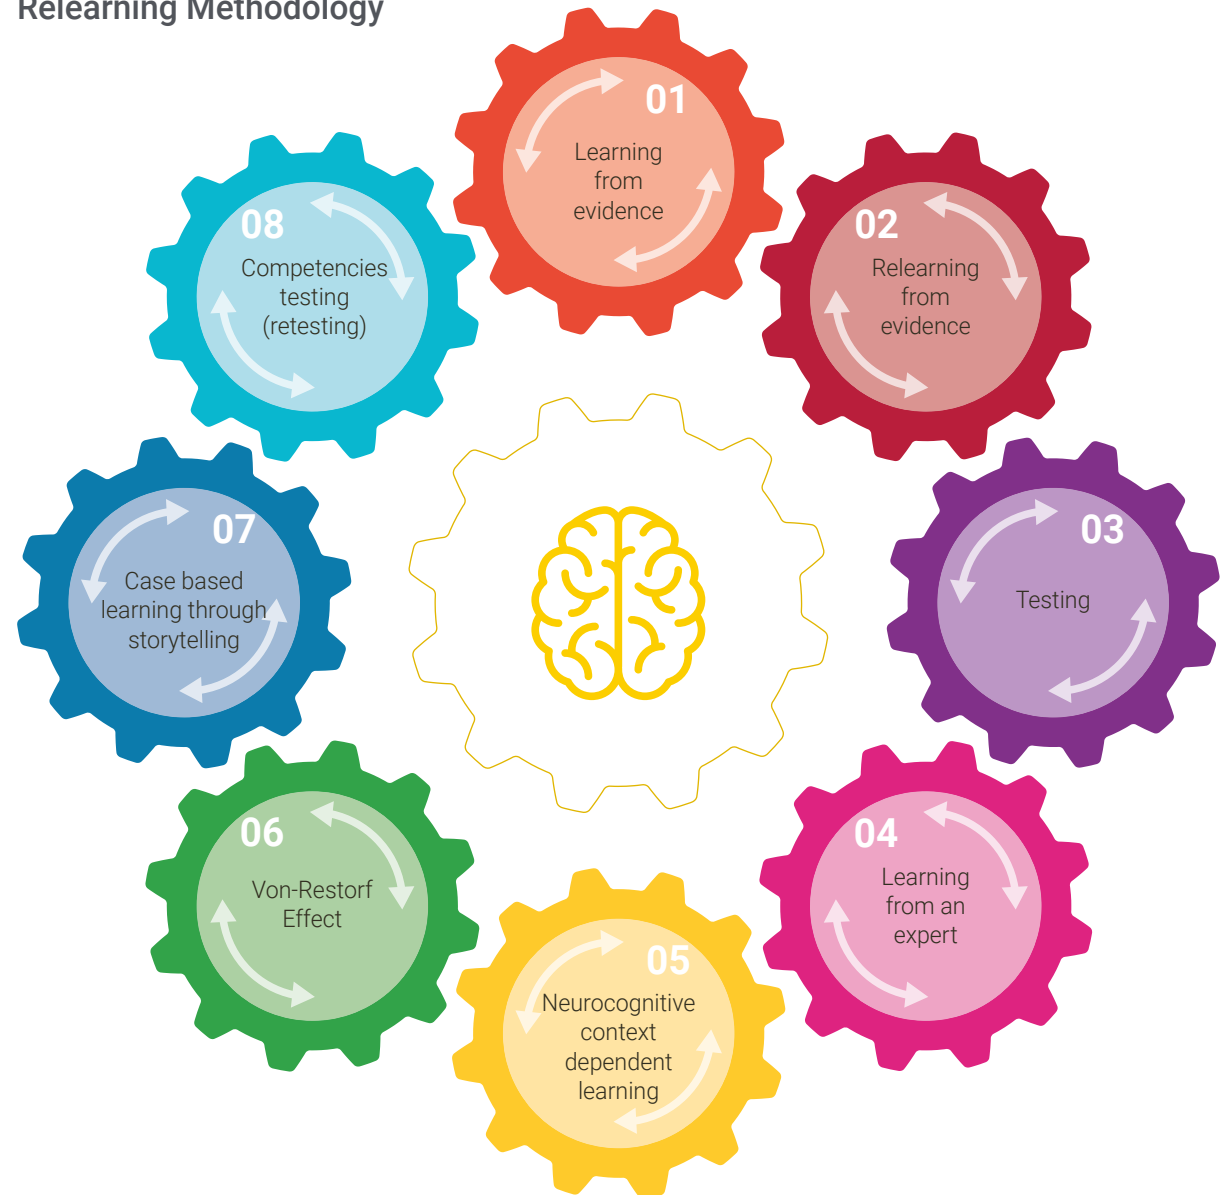 Relearning Methodology
01
Learning
from
evidence
02
Relearning
from
evidence
03
Testing
04
Learning
from an
expert
05
Neurocognitive
context
dependent
learning
06
Von-Restorf
Effect
07
Case based
learning through
storytelling
08
Competencies
testing
(retesting)